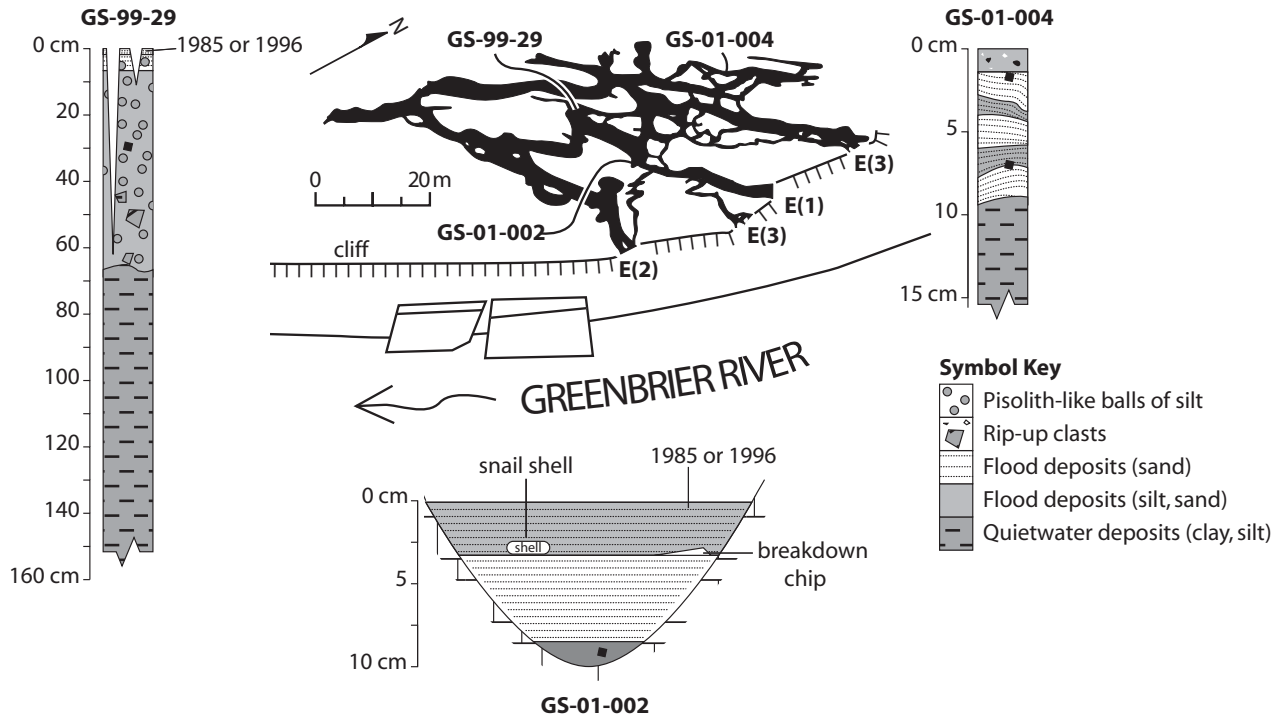 GS-99-29
0 cm
1985 or 1996
20
40
60
80
100
120
140
160 cm
N
GS-99-29
GS-01-004
0
20 m
GS-01-002
cliff
E(2)
E(3)
E(1)
E(3)
GREENBRIER RIVER
GS-01-004
0 cm
5
10
15 cm
Symbol Key
Pisolith-like balls of silt
Rip-up clasts
Flood deposits (sand)
Flood deposits (silt, sand)
Quietwater deposits (clay, silt)
snail shell
1985 or 1996
0 cm
shell
breakdown
chip
5
10 cm
GS-01-002